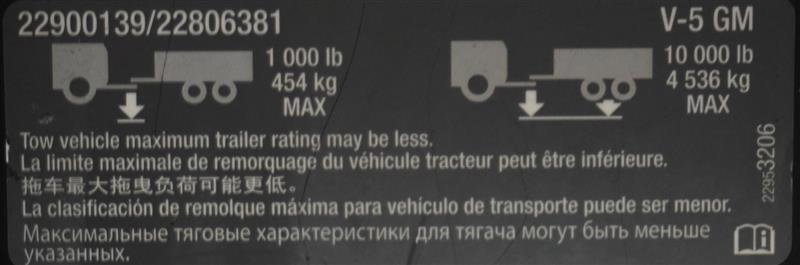 22900139/22806381
V-5 GM
1 000 lb
454 kg
MAX
10 000 lb
4 536 kg
MAX
Tow vehicle maximum trailer rating may be less.
La limite maximale de remorquage du véhicule tracteur peut être inférieure.
拖车最大拖曳负荷可能更低。
La clasificación de remolque máxima para vehículo de transporte puede ser menor.
Максимальные тяговые характеристики для тягача могут быть меньше
указанных.
22953206